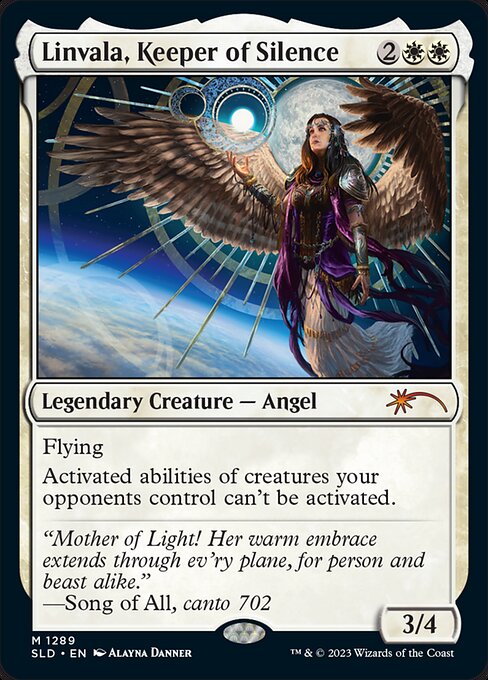 Linvala, Keeper of Silence 2
Legendary Creature — Angel
Flying
Activated abilities of creatures your
opponents control can't be activated.
“Mother of Light! Her warm embrace
extends through ev'ry plane, for person and
beast alike.”
—Song of All, canto 702
3/4
M 1289
SLD • EN Alayna Danner
™ & © 2023 Wizards of the Coast